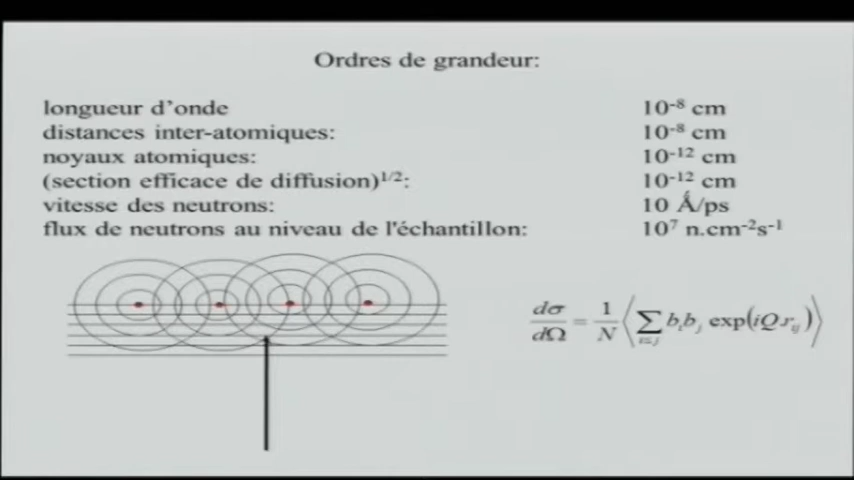 Ordres de grandeur:
longueur d'onde 10⁻⁸ cm
distances inter-atomiques: 10⁻⁸ cm
noyaux atomiques: 10⁻¹² cm
(section efficace de diffusion)¹/²: 10⁻¹² cm
vitesse des neutrons: 10 Å/ps
flux de neutrons au niveau de l'échantillon: 10⁷ n.cm⁻²s⁻¹
dσ/dΩ = 1/N ⟨∑ bᵢbⱼ exp(iQ.rᵢⱼ)⟩